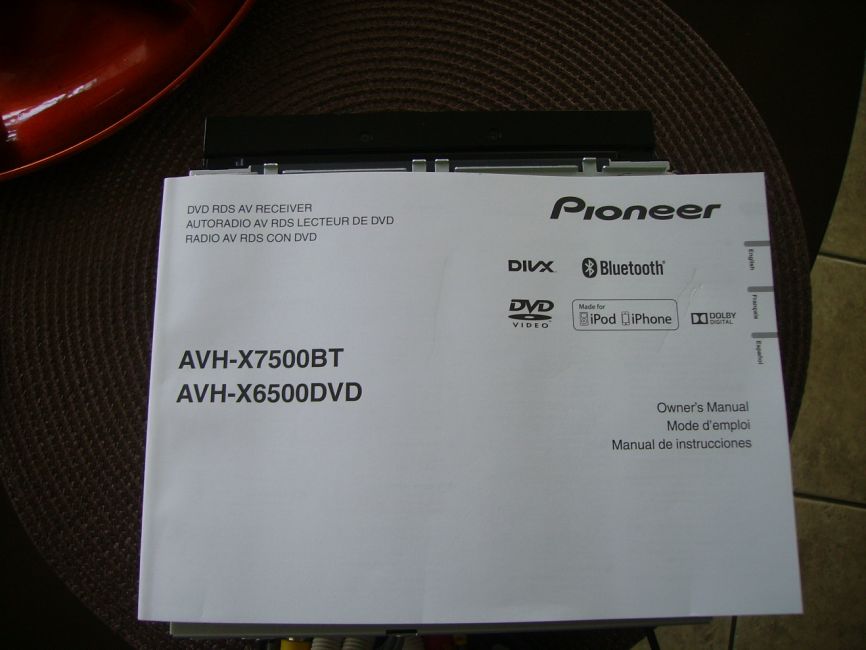 DVD RDS AV RECEIVER
AUTORADIO AV RDS LECTEUR DE DVD
RADIO AV RDS CON DVD
Pioneer
English
DIVX
Bluetooth®
Français
DVD
VIDEO
Made for
iPod iPhone
DOLBY
DIGITAL
Español
AVH-X7500BT
AVH-X6500DVD
Owner's Manual
Mode d'emploi
Manual de instrucciones